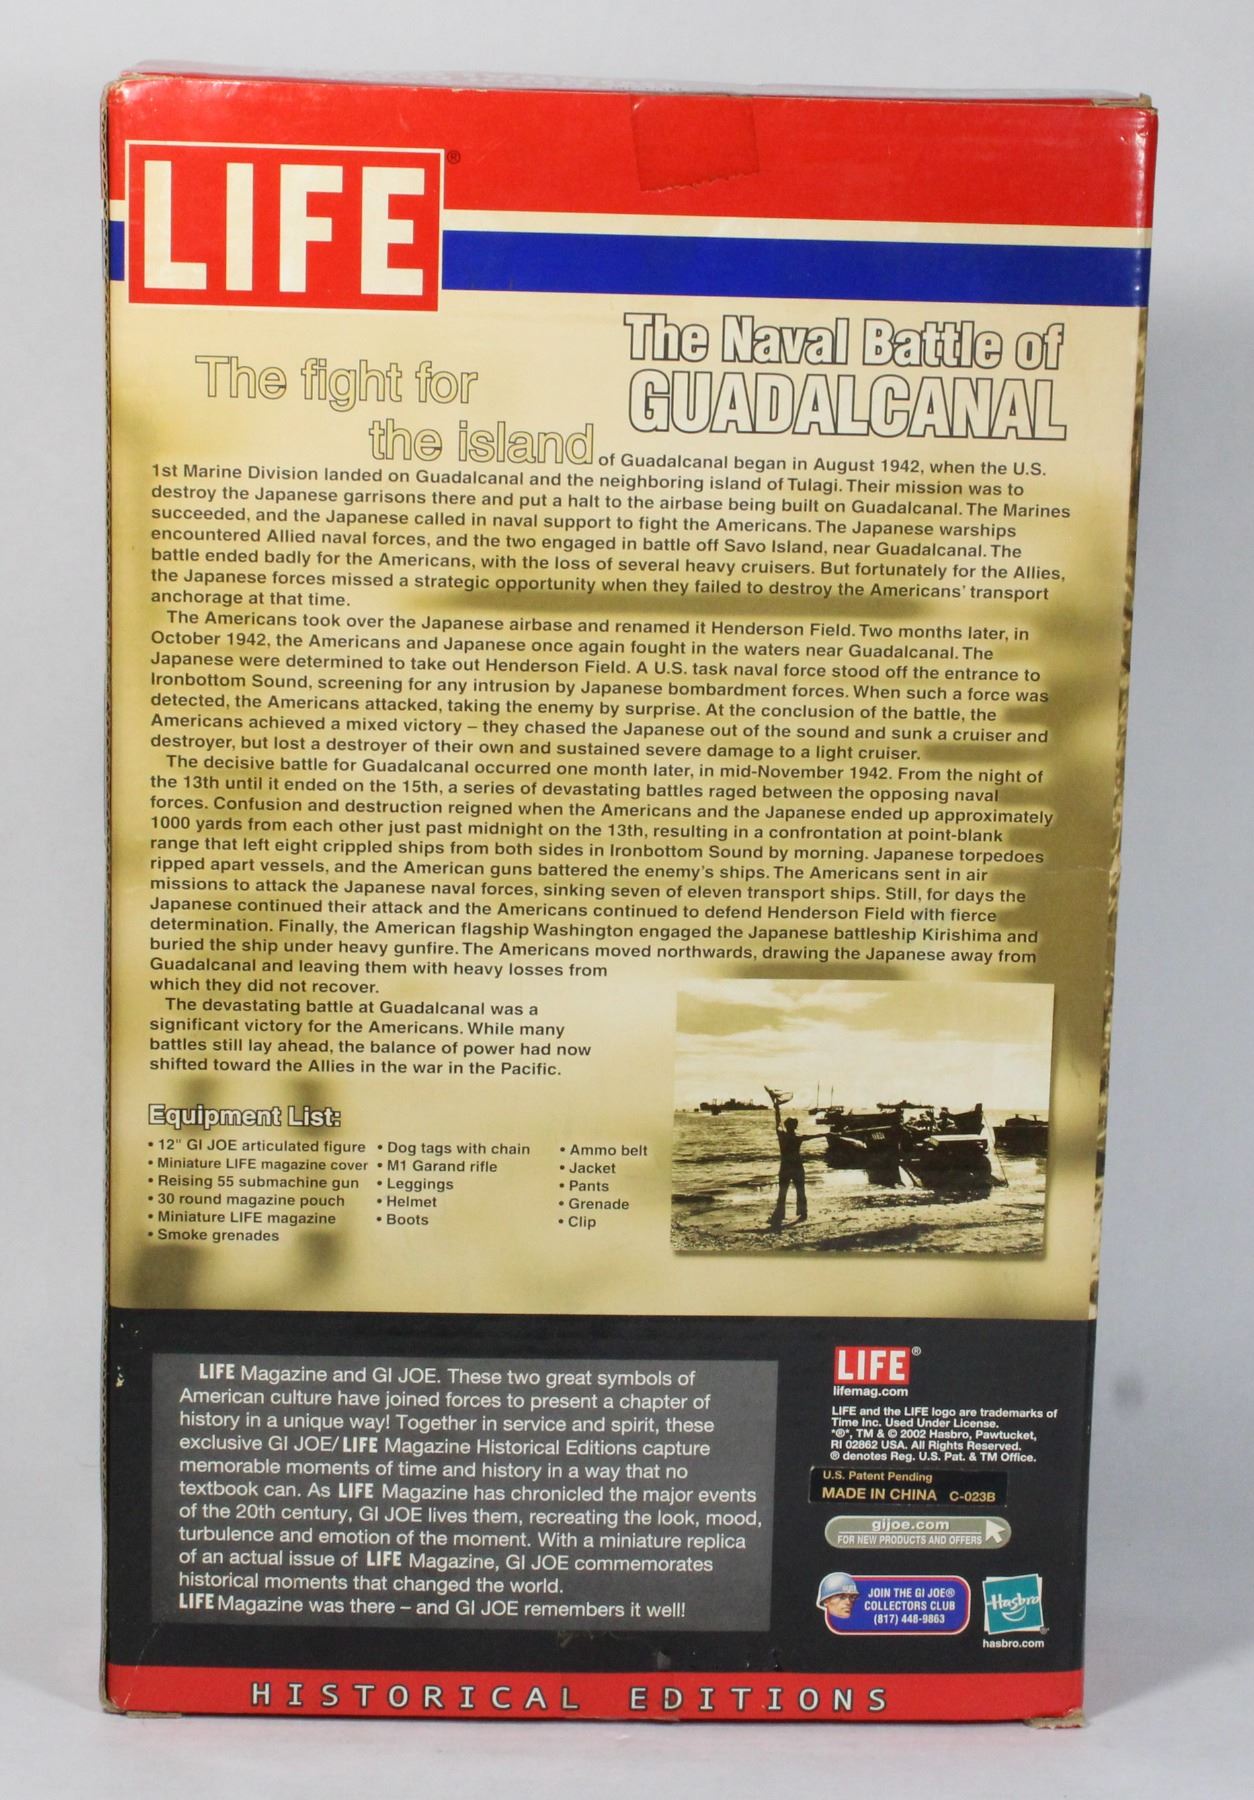 LIFE®
The Naval Battle of
GUADALCANAL
The fight for
the island of Guadalcanal began in August 1942, when the U.S.
1st Marine Division landed on Guadalcanal and the neighboring island of Tulagi. Their mission was to
destroy the Japanese garrisons there and put a halt to the airbase being built on Guadalcanal. The Marines
succeeded, and the Japanese called in naval support to fight the Americans. The Japanese warships
encountered Allied naval forces, and the two engaged in battle off Savo Island, near Guadalcanal. The
battle ended badly for the Americans, with the loss of several heavy cruisers. But fortunately for the Allies,
the Japanese forces missed a strategic opportunity when they failed to destroy the Americans' transport
anchorage at that time.
The Americans took over the Japanese airbase and renamed it Henderson Field. Two months later, in
October 1942, the Americans and Japanese once again fought in the waters near Guadalcanal. The
Japanese were determined to take out Henderson Field. A U.S. task naval force stood off the entrance to
Ironbottom Sound, screening for any intrusion by Japanese bombardment forces. When such a force was
detected, the Americans attacked, taking the enemy by surprise. At the conclusion of the battle, the
Americans achieved a mixed victory – they chased the Japanese out of the sound and sunk a cruiser and
destroyer, but lost a destroyer of their own and sustained severe damage to a light cruiser.
The decisive battle for Guadalcanal occurred one month later, in mid-November 1942. From the night of
the 13th until it ended on the 15th, a series of devastating battles raged between the opposing naval
forces. Confusion and destruction reigned when the Americans and the Japanese ended up approximately
1000 yards from each other just past midnight on the 13th, resulting in a confrontation at point-blank
range that left eight crippled ships from both sides in Ironbottom Sound by morning. Japanese torpedoes
ripped apart vessels, and the American guns battered the enemy's ships. The Americans sent in air
missions to attack the Japanese naval forces, sinking seven of eleven transport ships. Still, for days the
Japanese continued their attack and the Americans continued to defend Henderson Field with fierce
determination. Finally, the American flagship Washington engaged the Japanese battleship Kirishima and
buried the ship under heavy gunfire. The Americans moved northwards, drawing the Japanese away from
Guadalcanal and leaving them with heavy losses from
which they did not recover.
The devastating battle at Guadalcanal was a
significant victory for the Americans. While many
battles still lay ahead, the balance of power had now
shifted toward the Allies in the war in the Pacific.
Equipment List:
• 12" GI JOE articulated figure
• Miniature LIFE magazine cover
• Reising 55 submachine gun
• 30 round magazine pouch
• Miniature LIFE magazine
• Smoke grenades
• Dog tags with chain
• M1 Garand rifle
• Leggings
• Helmet
• Boots
• Ammo belt
• Jacket
• Pants
• Grenade
• Clip
LIFE Magazine and GI JOE. These two great symbols of
American culture have joined forces to present a chapter of
history in a unique way! Together in service and spirit, these
exclusive GI JOE/LIFE Magazine Historical Editions capture
memorable moments of time and history in a way that no
textbook can. As LIFE Magazine has chronicled the major events
of the 20th century, GI JOE lives them, recreating the look, mood,
turbulence and emotion of the moment. With a miniature replica
of an actual issue of LIFE Magazine, GI JOE commemorates
historical moments that changed the world.
LIFE Magazine was there – and GI JOE remembers it well!
LIFE®
lifemag.com
LIFE and the LIFE logo are trademarks of
Time Inc. Used Under License.
*®*, TM & © 2002 Hasbro, Pawtucket,
RI 02862 USA. All Rights Reserved.
® denotes Reg. U.S. Pat. & TM Office.
U.S. Patent Pending
MADE IN CHINA C-023B
gijoe.com
FOR NEW PRODUCTS AND OFFERS
JOIN THE GI JOE®
COLLECTORS CLUB
(817) 448-9863
Hasbro®
hasbro.com
HISTORICAL EDITIONS